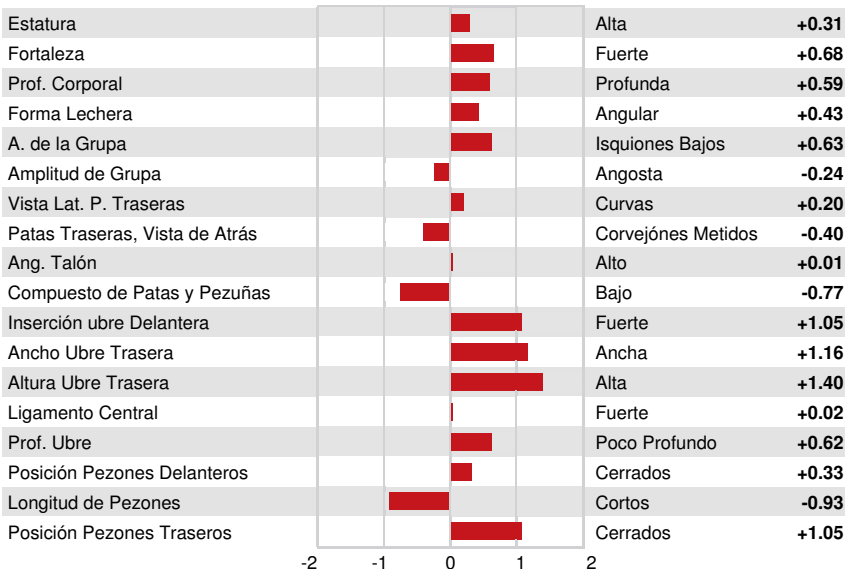 Estatura Alta +0.31
Fortaleza Fuerte +0.68
Prof. Corporal Profunda +0.59
Forma Lechera Angular +0.43
A. de la Grupa Isquiones Bajos +0.63
Amplitud de Grupa Angosta -0.24
Vista Lat. P. Traseras Curvas +0.20
Patas Traseras, Vista de Atrás Corvejónes Metidos -0.40
Ang. Talón Alto +0.01
Compuesto de Patas y Pezuñas Bajo -0.77
Inserción ubre Delantera Fuerte +1.05
Ancho Ubre Trasera Ancha +1.16
Altura Ubre Trasera Alta +1.40
Ligamento Central Fuerte +0.02
Prof. Ubre Poco Profundo +0.62
Posición Pezones Delanteros Cerrados +0.33
Longitud de Pezones Cortos -0.93
Posición Pezones Traseros Cerrados +1.05
-2 -1 0 1 2